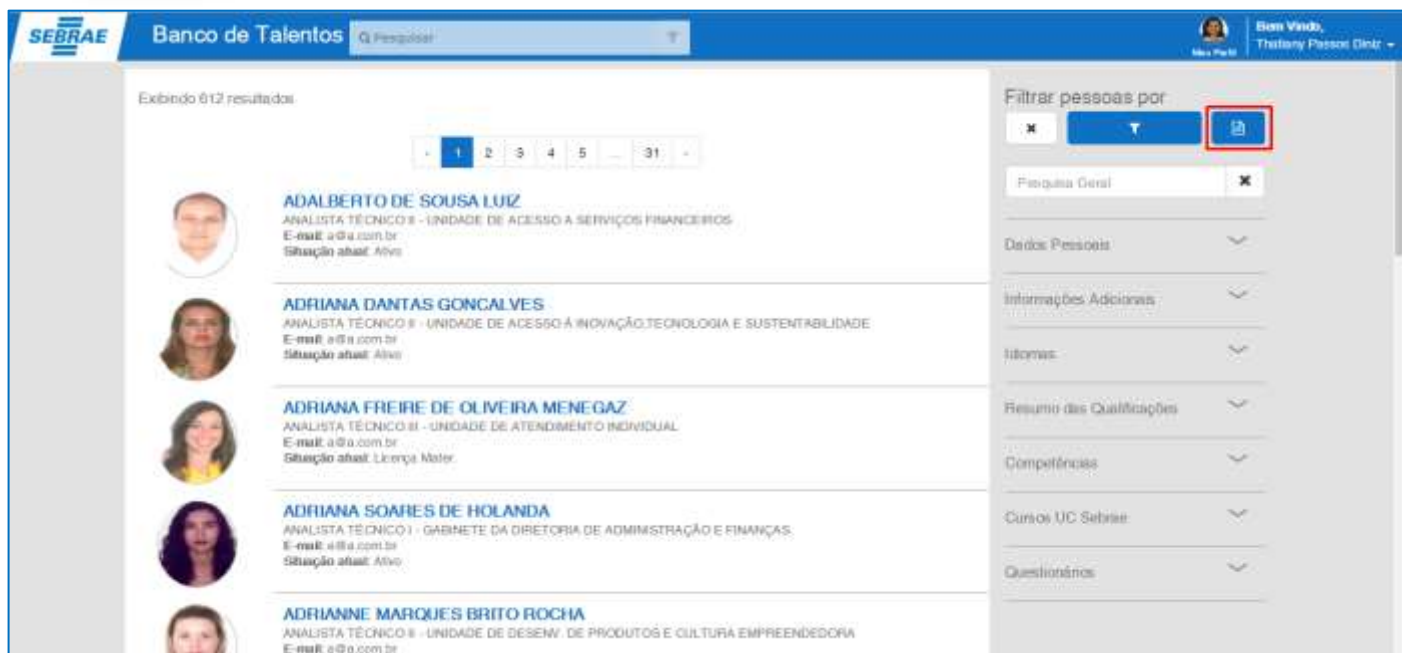 SEBRAE
Banco de Talentos
Pesquisar
Meu Perfil
Bem Vindo,
Thatiany Passos Diniz
Exibindo 612 resultados
1 2 3 4 5 ... 31
ADALBERTO DE SOUSA LUIZ
ANALISTA TÉCNICO II - UNIDADE DE ACESSO A SERVIÇOS FINANCEIROS
E-mail: a@a.com.br
Situação atual: Ativo
ADRIANA DANTAS GONCALVES
ANALISTA TÉCNICO II - UNIDADE DE ACESSO À INOVAÇÃO,TECNOLOGIA E SUSTENTABILIDADE
E-mail: a@a.com.br
Situação atual: Ativo
ADRIANA FREIRE DE OLIVEIRA MENEGAZ
ANALISTA TÉCNICO III - UNIDADE DE ATENDIMENTO INDIVIDUAL
E-mail: a@a.com.br
Situação atual: Licença Mater.
ADRIANA SOARES DE HOLANDA
ANALISTA TÉCNICO I - GABINETE DA DIRETORIA DE ADMINISTRAÇÃO E FINANÇAS
E-mail: a@a.com.br
Situação atual: Ativo
ADRIANNE MARQUES BRITO ROCHA
ANALISTA TÉCNICO II - UNIDADE DE DESENV. DE PRODUTOS E CULTURA EMPREENDEDORA
E-mail: a@a.com.br
Filtrar pessoas por
Pesquisa Geral
Dados Pessoais
Informações Adicionais
Idiomas
Resumo das Qualificações
Competências
Cursos UC Sebrae
Questionários